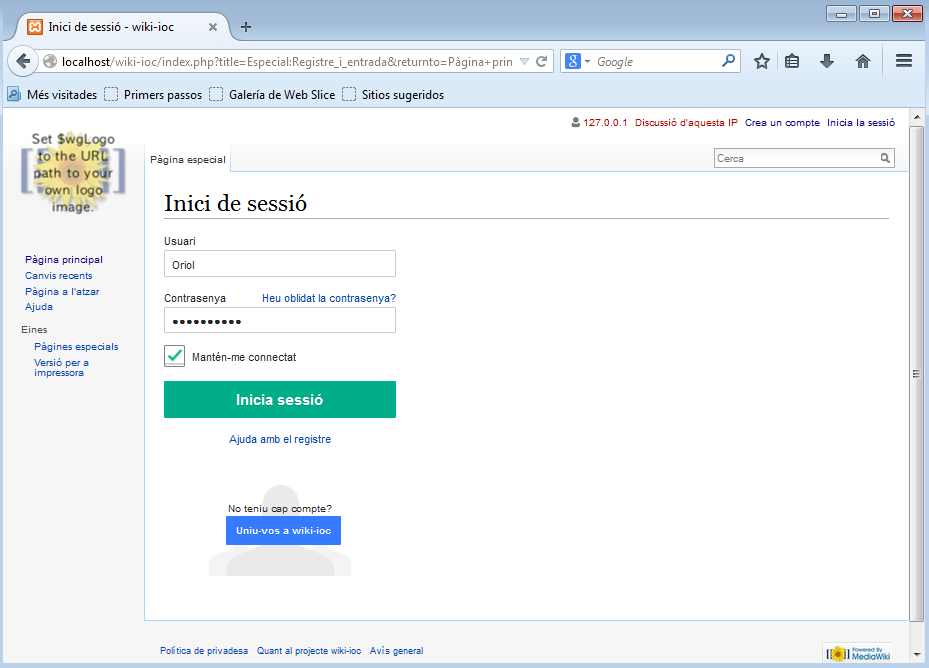 Inici de sessió - wiki-ioc
localhost/wiki-ioc/index.php?title=Especial:Registre_i_entrada&returnto=Pàgina+prin
Google
Més visitades Primers passos Galería de Web Slice Sitios sugeridos
127.0.0.1 Discussió d'aquesta IP Crea un compte Inicia la sessió
Set $wgLogo
to the URL
path to your
own logo
image.
Pàgina especial
Cerca
Inici de sessió
Usuari
Oriol
Contrasenya Heu oblidat la contrasenya?
••••••••••
Mantén-me connectat
Inicia sessió
Ajuda amb el registre
No teniu cap compte?
Uniu-vos a wiki-ioc
Pàgina principal
Canvis recents
Pàgina a l'atzar
Ajuda
Eines
Pàgines especials
Versió per a
impressora
Política de privadesa Quant al projecte wiki-ioc Avís general
Powered By
MediaWiki